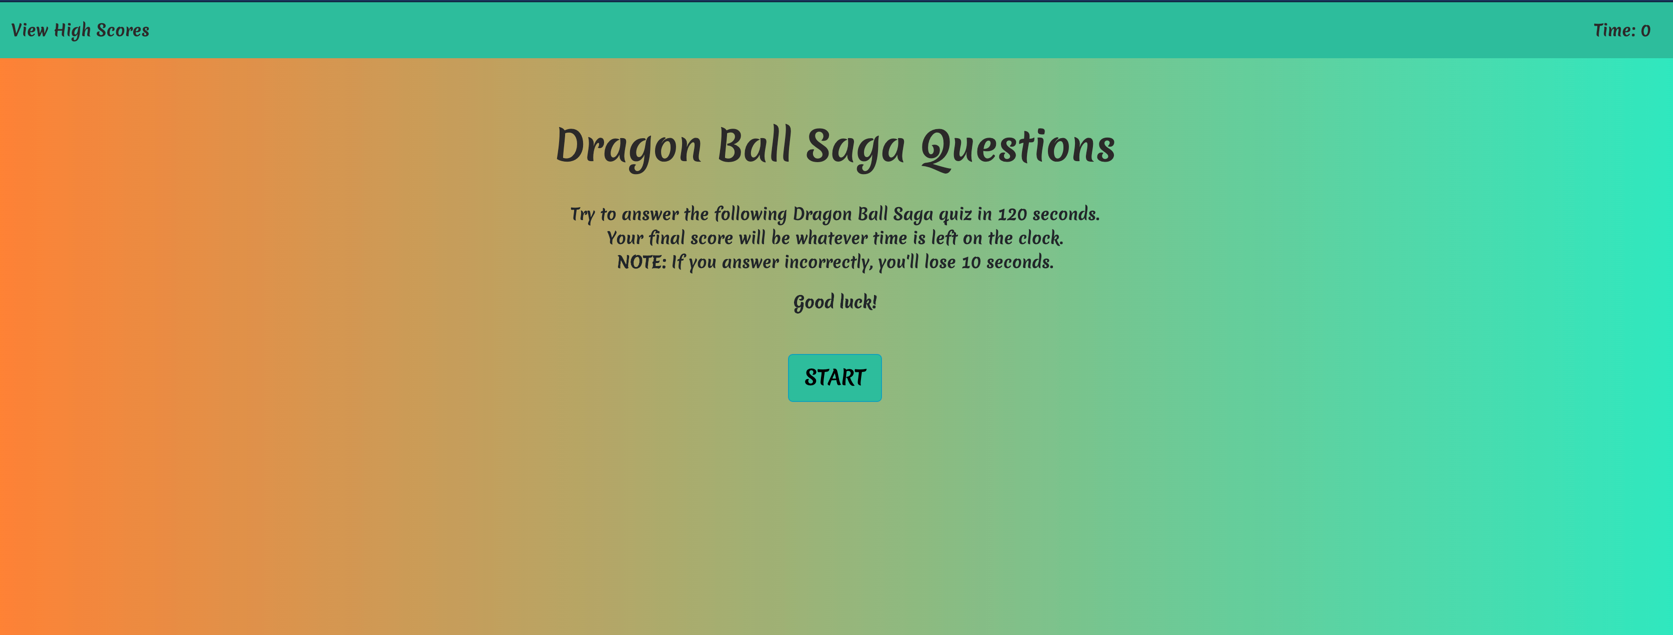 View High Scores
Time: 0
Dragon Ball Saga Questions
Try to answer the following Dragon Ball Saga quiz in 120 seconds.
Your final score will be whatever time is left on the clock.
NOTE: If you answer incorrectly, you'll lose 10 seconds.
Good luck!
START